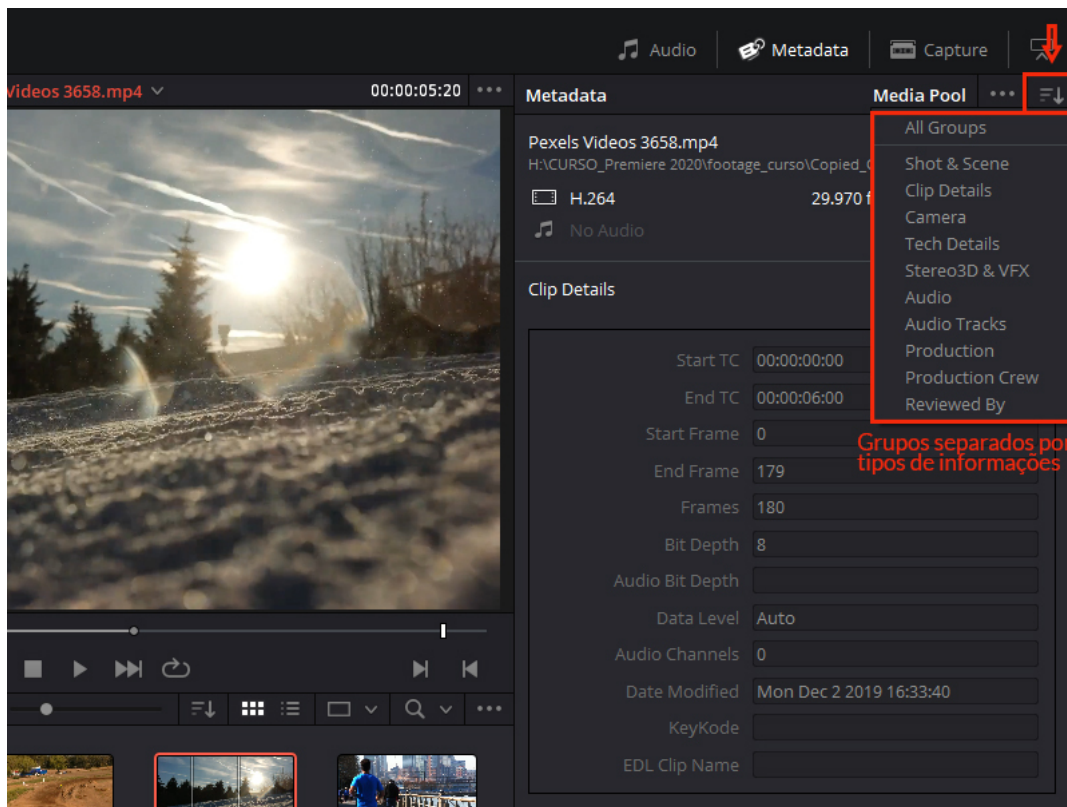 Audio
Metadata
Capture
Videos 3658.mp4
00:00:05:20
Metadata
Media Pool
Pexels Videos 3658.mp4
H:\CURSO_Premiere 2020\footage_curso\Copied_
H.264
29.970 f
No Audio
Clip Details
All Groups
Shot & Scene
Clip Details
Camera
Tech Details
Stereo3D & VFX
Audio
Audio Tracks
Production
Production Crew
Reviewed By
Grupos separados por
tipos de informações
Start TC 00:00:00:00
End TC 00:00:06:00
Start Frame 0
End Frame 179
Frames 180
Bit Depth 8
Audio Bit Depth
Data Level Auto
Audio Channels 0
Date Modified Mon Dec 2 2019 16:33:40
KeyKode
EDL Clip Name